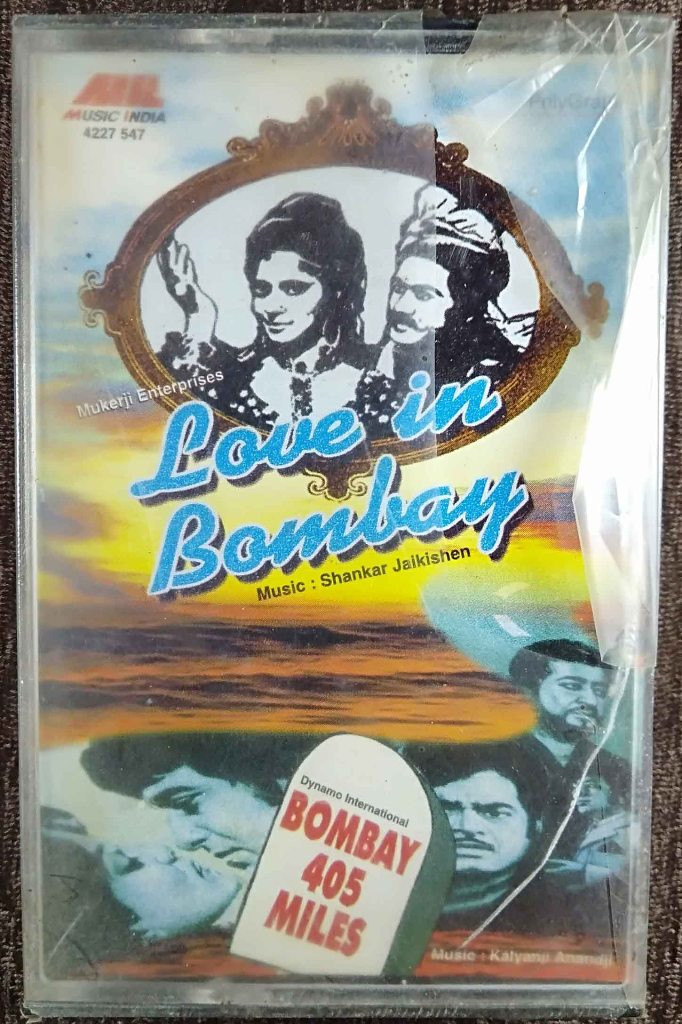 MUSIC INDIA
4227 547
PolyGram
Mukerji Enterprises
Love in
Bombay
Music : Shankar Jaikishen
Dynamo International
BOMBAY
405
MILES
Music : Kalyanji Anandji